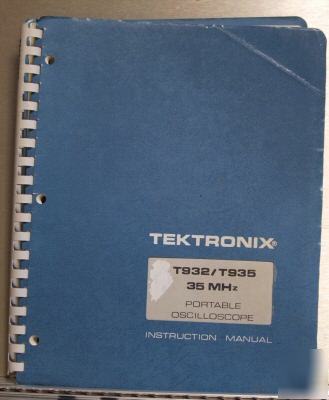 TEKTRONIX®
T932/T935
35 MHz
PORTABLE
OSCILLOSCOPE
INSTRUCTION MANUAL